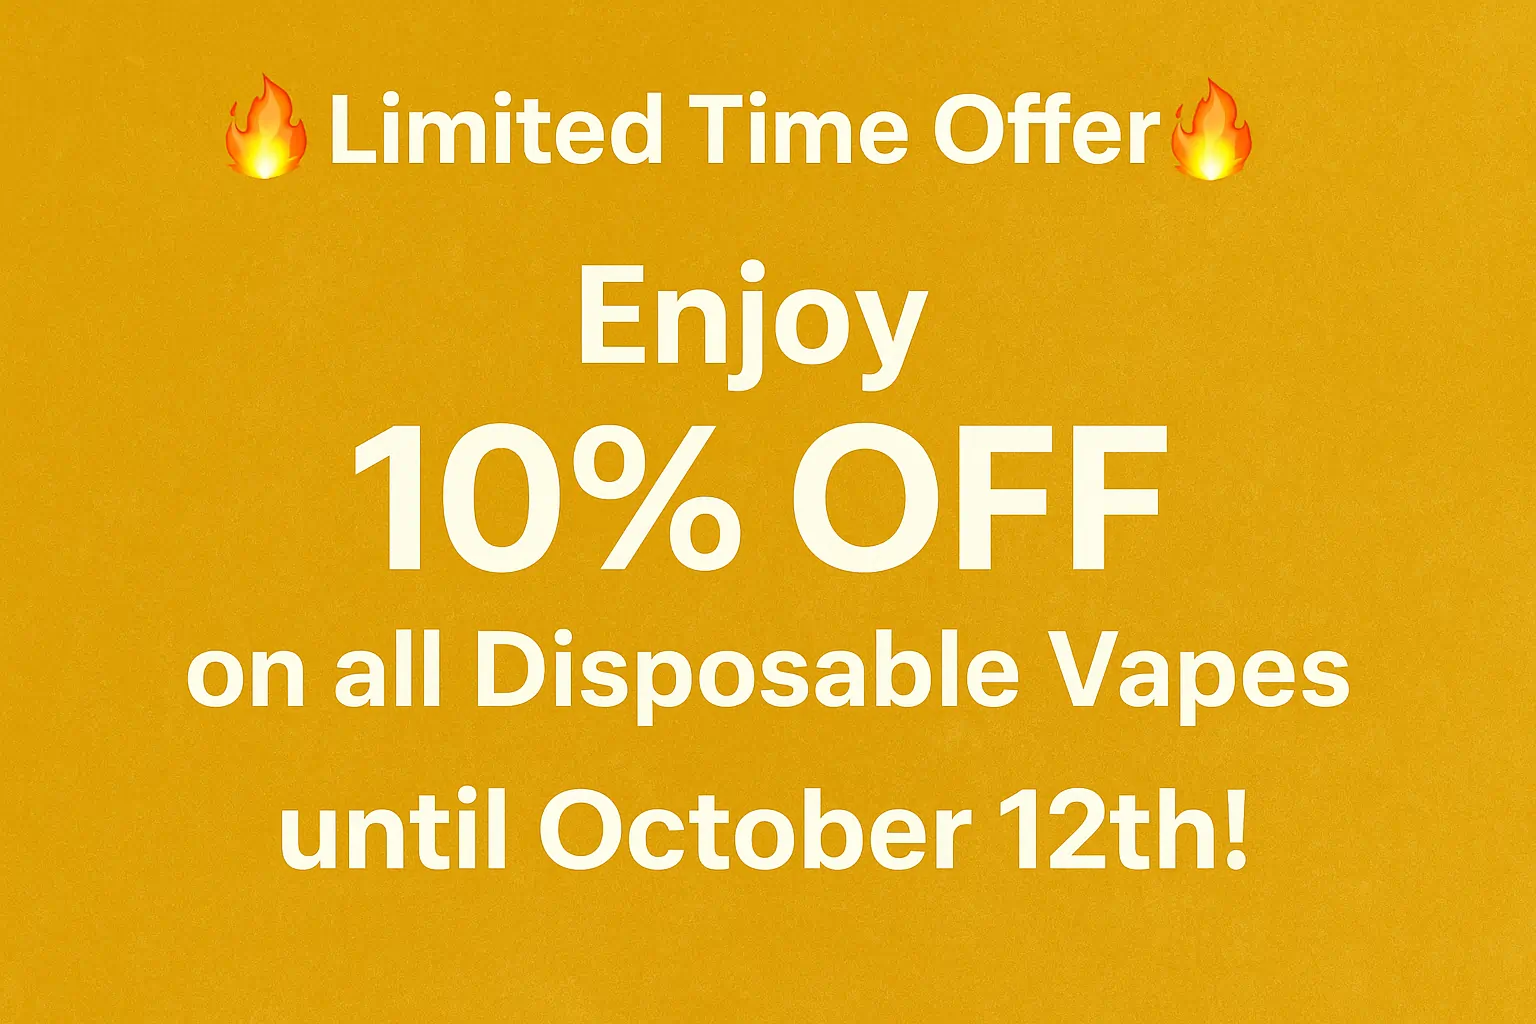 🔥 Limited Time Offer🔥
Enjoy
10% OFF
on all Disposable Vapes
until October 12th!